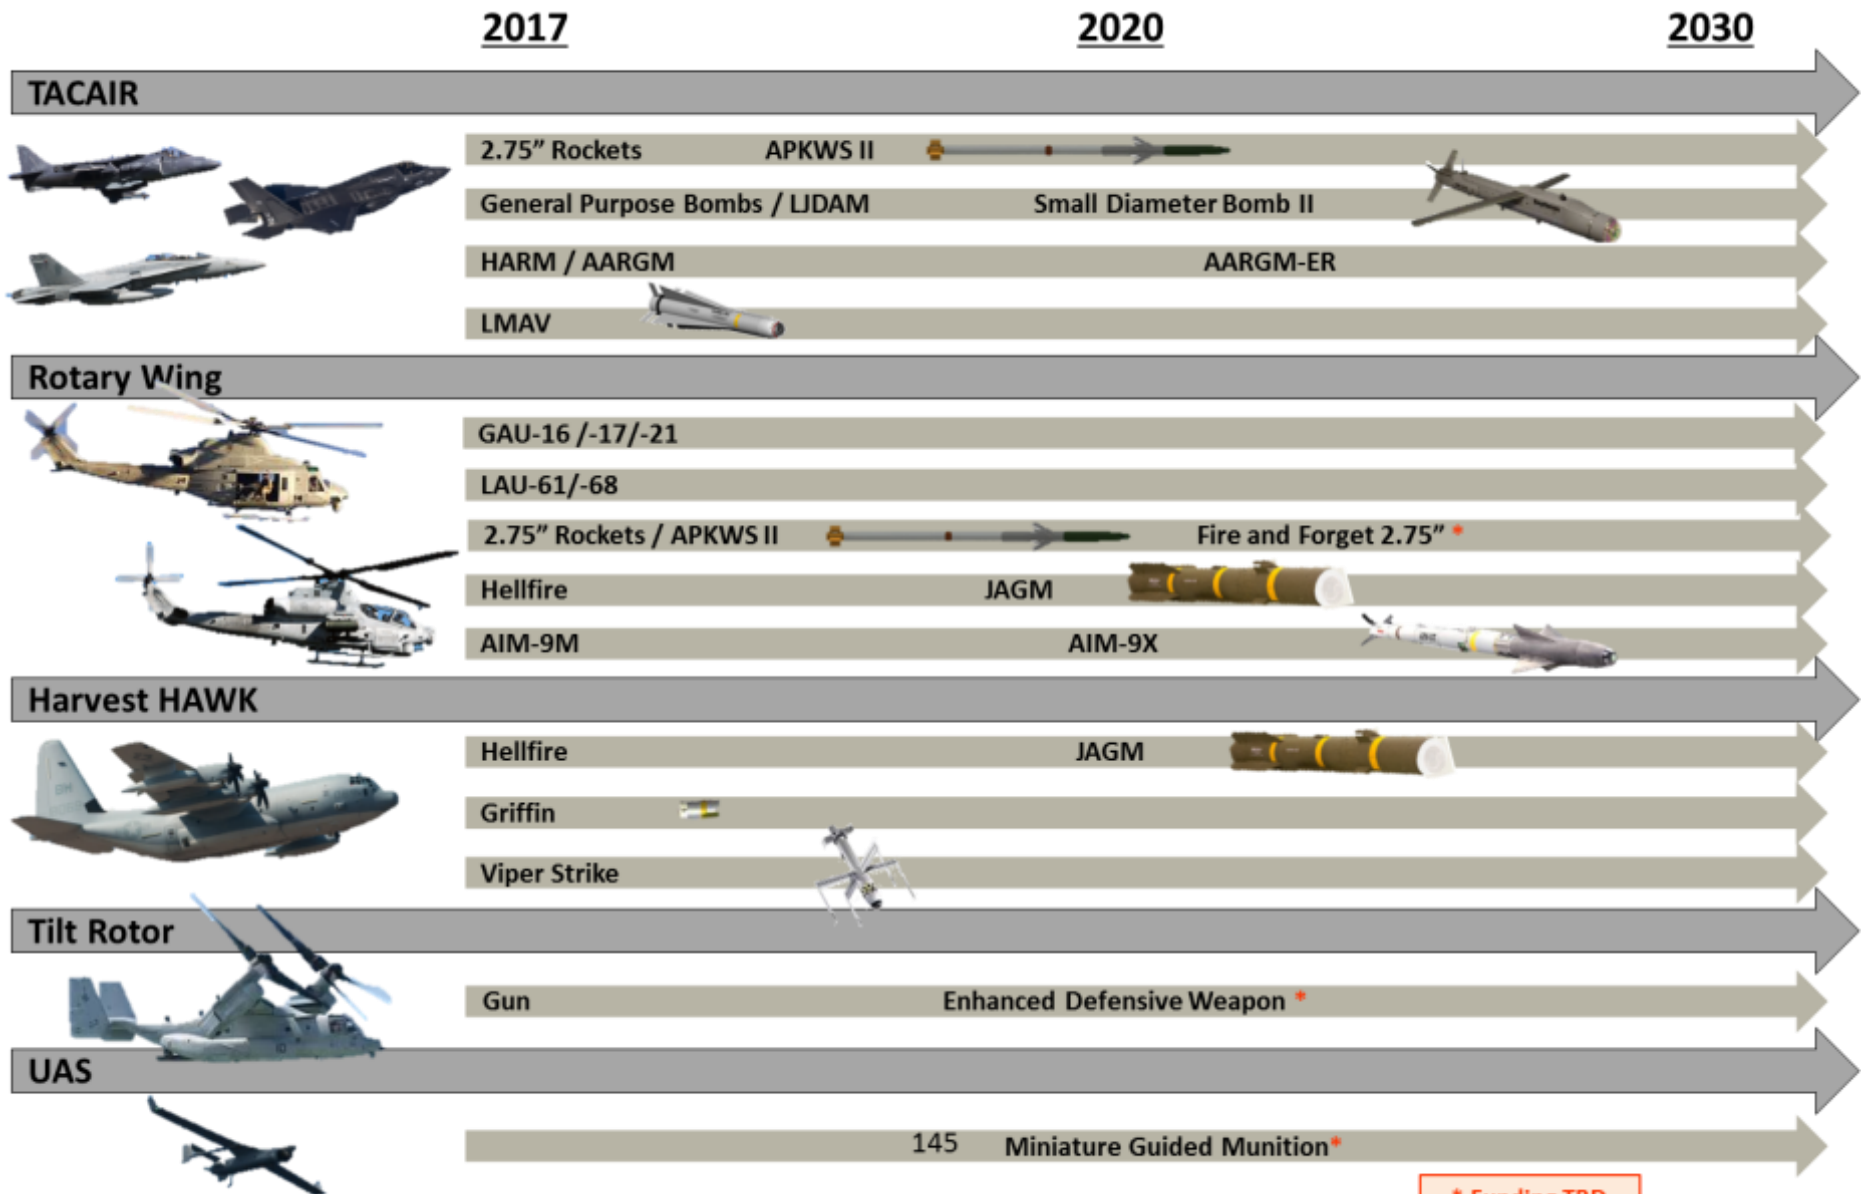 2017 2020 2030
TACAIR
2.75” Rockets APKWS II
General Purpose Bombs / LJDAM Small Diameter Bomb II
HARM / AARGM AARGM-ER
LMAV
Rotary Wing
GAU-16 /-17/-21
LAU-61/-68
2.75” Rockets / APKWS II Fire and Forget 2.75” *
Hellfire JAGM
AIM-9M AIM-9X
Harvest HAWK
Hellfire JAGM
Griffin
Viper Strike
Tilt Rotor
Gun Enhanced Defensive Weapon *
UAS
145 Miniature Guided Munition*
* Funding TBD